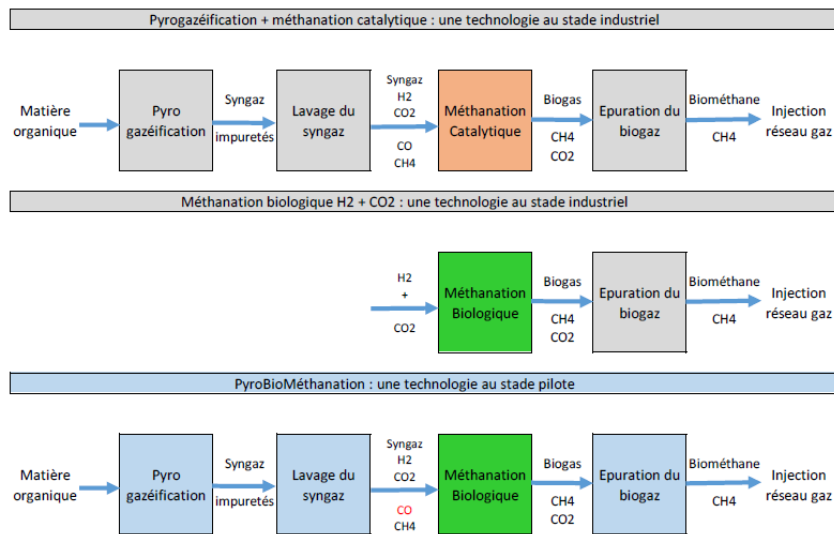 Pyrogazéification + méthanation catalytique : une technologie au stade industriel
Matière
organique
Pyro
gazéification
Syngaz
impuretés
Lavage du
syngaz
Syngaz
H2
CO2
CO
CH4
Méthanation
Catalytique
Biogas
CH4
CO2
Epuration du
biogaz
Biométhane
CH4
Injection
réseau gaz
Méthanation biologique H2 + CO2 : une technologie au stade industriel
H2
+
CO2
Méthanation
Biologique
Biogas
CH4
CO2
Epuration du
biogaz
Biométhane
CH4
Injection
réseau gaz
PyroBioMéthanation : une technologie au stade pilote
Matière
organique
Pyro
gazéification
Syngaz
impuretés
Lavage du
syngaz
Syngaz
H2
CO2
CO
CH4
Méthanation
Biologique
Biogas
CH4
CO2
Epuration du
biogaz
Biométhane
CH4
Injection
réseau gaz